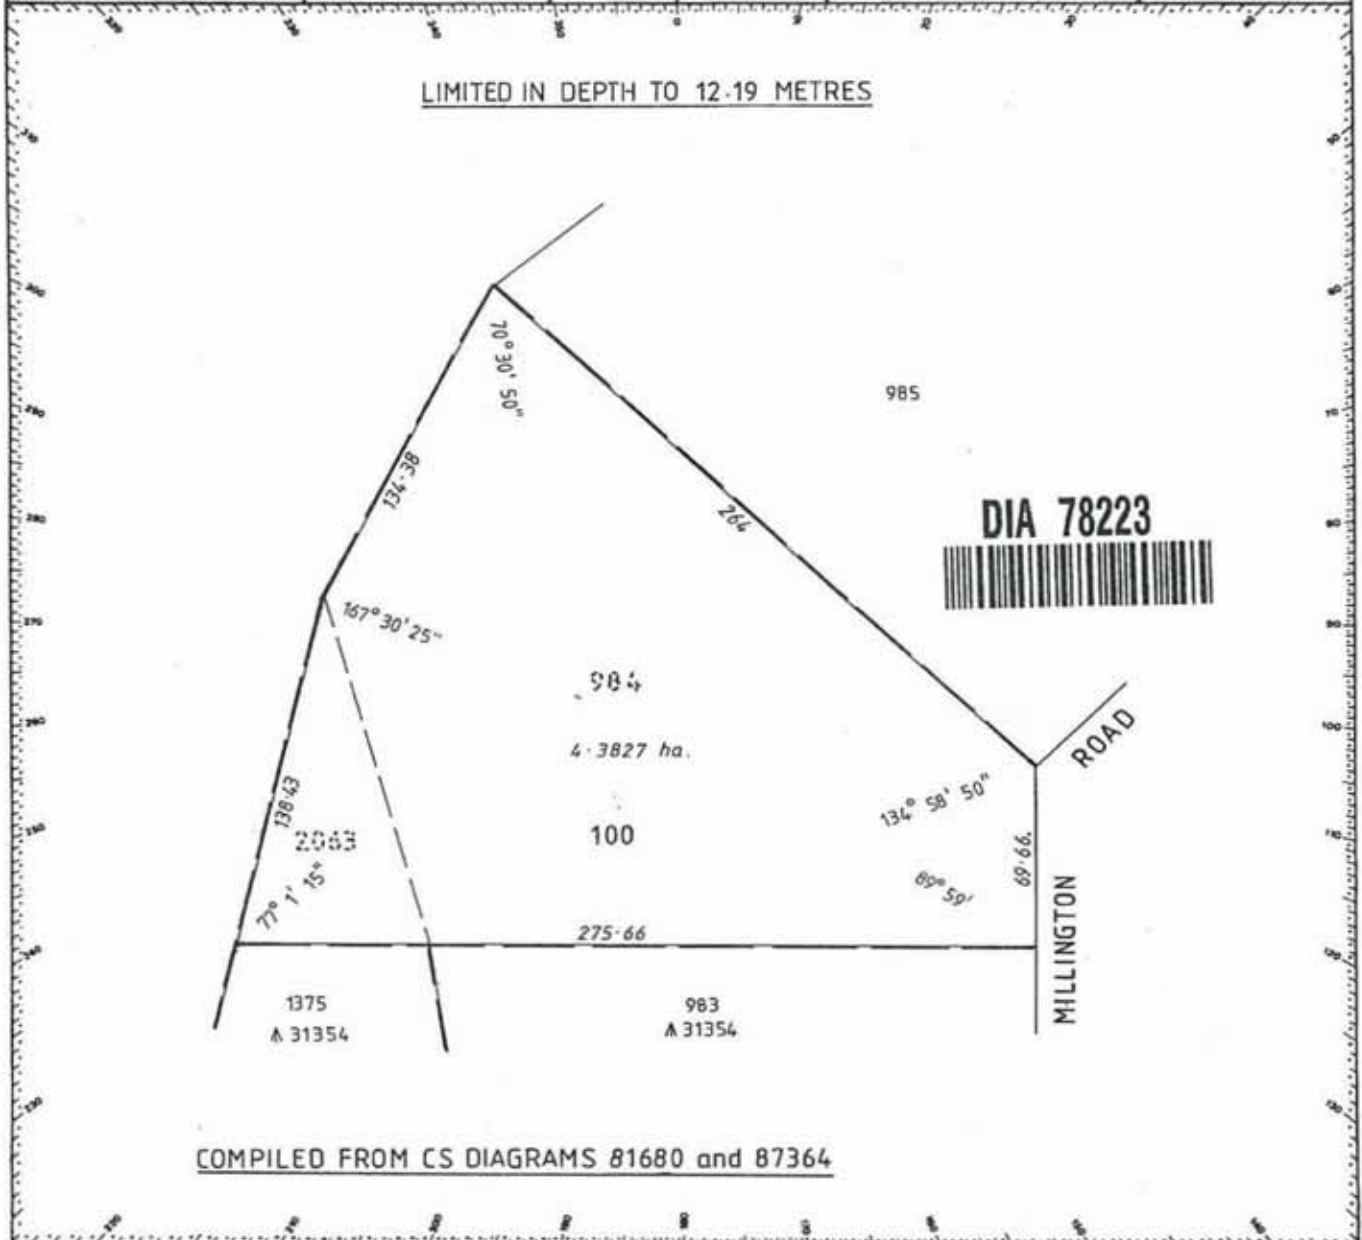 LIMITED IN DEPTH TO 12·19 METRES
70° 30' 50"
985
134·38
264
DIA 78223
167° 30' 25"
984
4·3827 ha.
ROAD
134° 58' 50"
138·43
2063
100
77° 1' 15"
89° 59'
69·66.
275·66
MILLINGTON
1375
⩚ 31354
983
⩚ 31354
COMPILED FROM CS DIAGRAMS 81680 and 87364